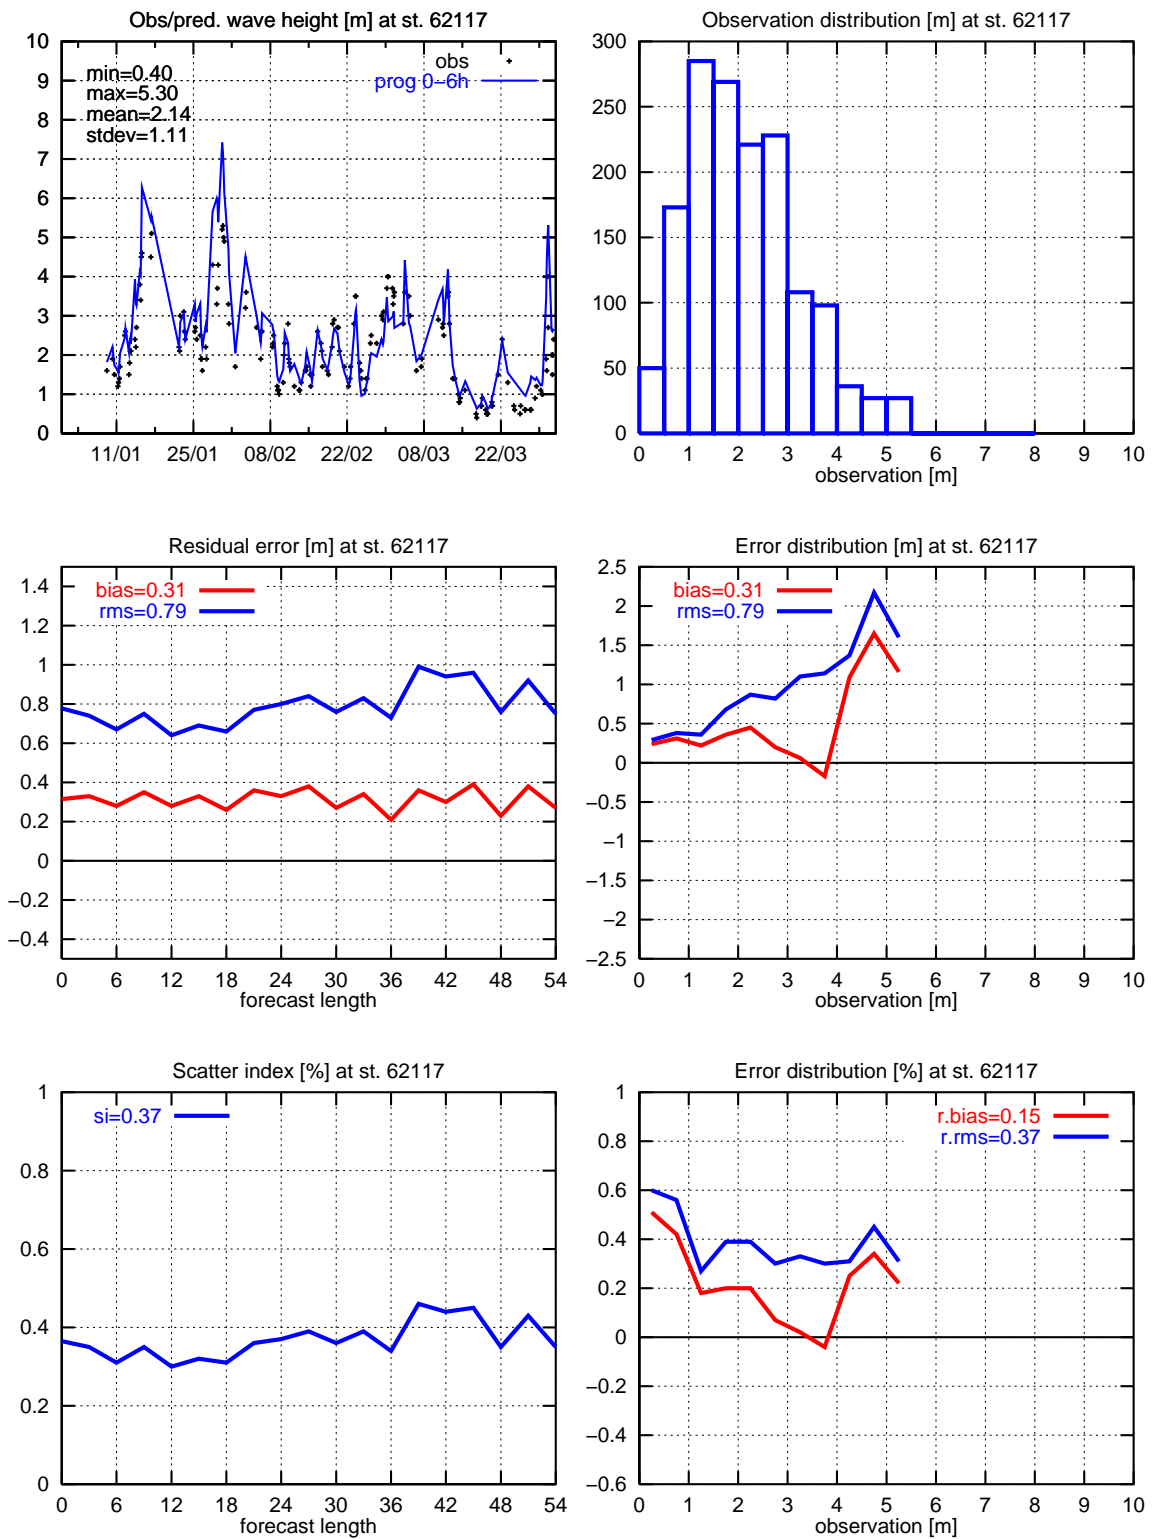 Obs/pred. wave height [m] at st. 62117
10
9
8
7
6
5
4
3
2
1
0
min=0.40
max=5.30
mean=2.14
stdev=1.11
obs
prog 0−6h
11/01 25/01 08/02 22/02 08/03 22/03
Observation distribution [m] at st. 62117
300
250
200
150
100
50
0
0 1 2 3 4 5 6 7 8 9 10
observation [m]
Residual error [m] at st. 62117
1.4
1.2
1
0.8
0.6
0.4
0.2
0
−0.2
−0.4
bias=0.31
rms=0.79
0 6 12 18 24 30 36 42 48 54
forecast length
Error distribution [m] at st. 62117
2.5
2
1.5
1
0.5
0
−0.5
−1
−1.5
−2
−2.5
bias=0.31
rms=0.79
0 1 2 3 4 5 6 7 8 9 10
observation [m]
Scatter index [%] at st. 62117
1
0.8
0.6
0.4
0.2
0
si=0.37
0 6 12 18 24 30 36 42 48 54
forecast length
Error distribution [%] at st. 62117
1
0.8
0.6
0.4
0.2
0
−0.2
−0.4
−0.6
r.bias=0.15
r.rms=0.37
0 1 2 3 4 5 6 7 8 9 10
observation [m]